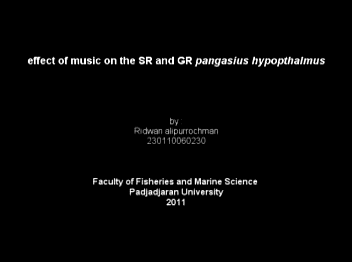 effect of music on the SR and GR pangasius hypopthalmus
by
Ridwan alipurrochman
230110060230
Faculty of Fisheries and Marine Science
Padjadjaran University
2011